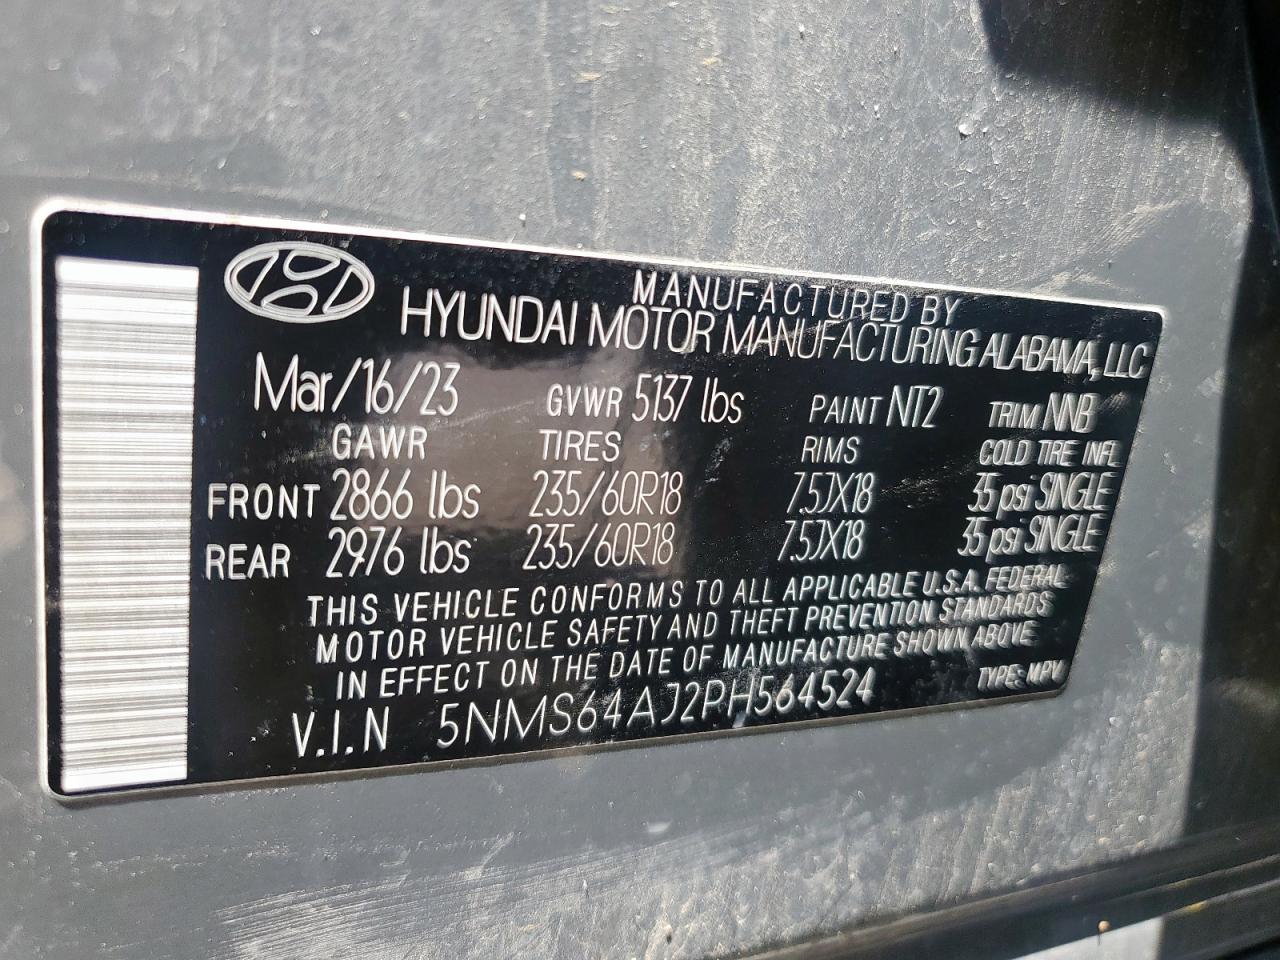 MANUFACTURED BY
HYUNDAI MOTOR MANUFACTURING ALABAMA, LLC
Mar/16/23 GVWR 5137 lbs PAINT NT2 TRIM NNB
GAWR TIRES RIMS COLD TIRE INFL
FRONT 2866 lbs 235/60R18 7.5JX18 35 psi SINGLE
REAR 2976 lbs 235/60R18 7.5JX18 35 psi SINGLE
THIS VEHICLE CONFORMS TO ALL APPLICABLE U.S.A. FEDERAL
MOTOR VEHICLE SAFETY AND THEFT PREVENTION STANDARDS
IN EFFECT ON THE DATE OF MANUFACTURE SHOWN, ABOVE
V.I.N 5NMS64AJ2PH564524 TYPE: MPV